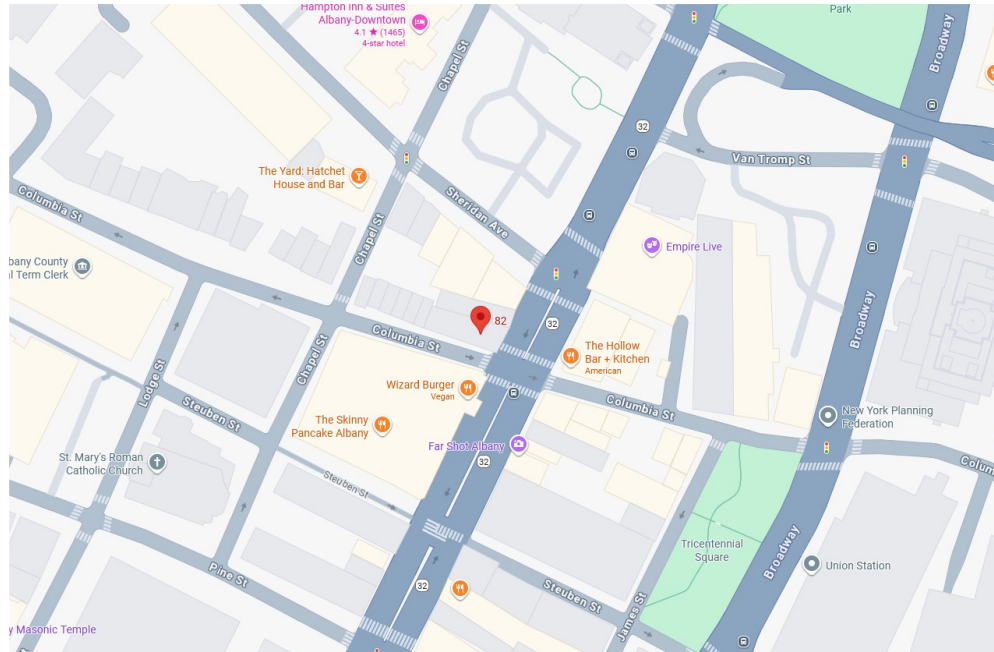 Hampton Inn & Suites
Albany-Downtown
4.1 ★ (1465)
4-star hotel
Park
Broadway
Chapel St
32
Van Tromp St
The Yard: Hatchet
House and Bar
Columbia St
Sheridan Ave
Chapel St
Empire Live
bany County
al Term Clerk
Broadway
82
32
Columbia St
The Hollow
Bar + Kitchen
American
Chapel St
Lodge St
Wizard Burger
Vegan
Columbia St
Steuben St
The Skinny
Pancake Albany
New York Planning
Federation
Far Shot Albany
St. Mary's Roman
Catholic Church
32
Colum
Steuben St
Tricentennial
Square
Broadway
Union Station
Pine St
32
Steuben St
James St
y Masonic Temple